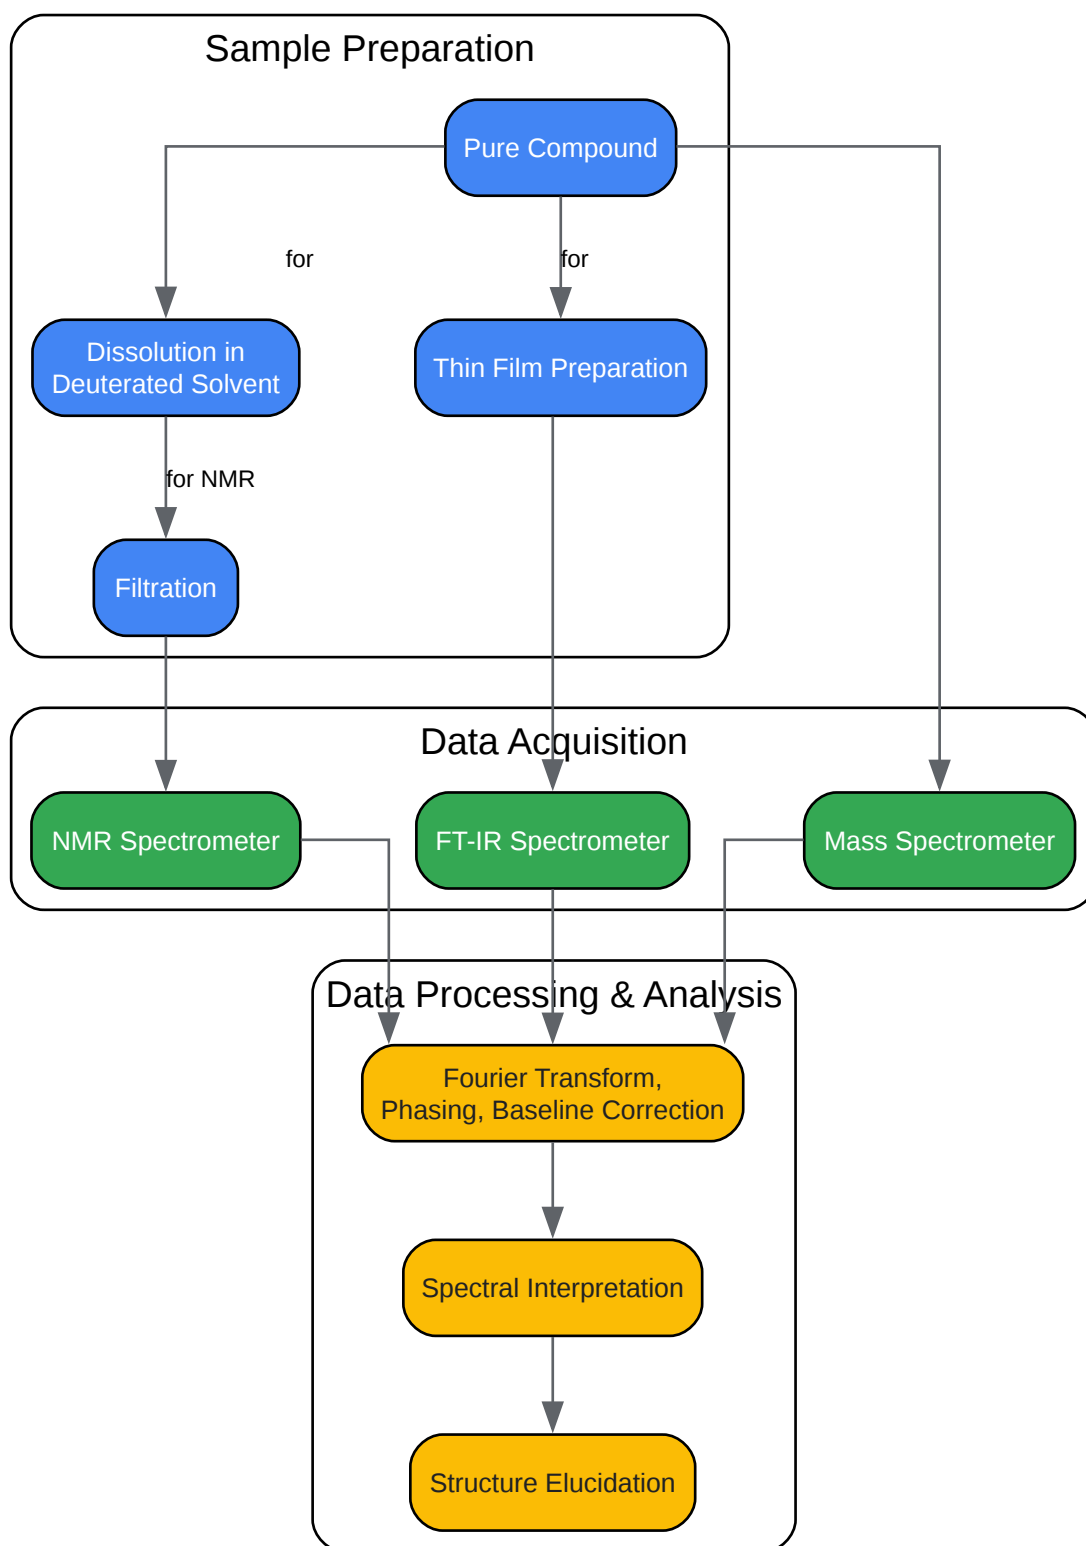 Sample Preparation
Pure Compound
for
for
Dissolution in
Deuterated Solvent
Thin Film Preparation
for NMR
Filtration
Data Acquisition
NMR Spectrometer
FT-IR Spectrometer
Mass Spectrometer
Data Processing & Analysis
Fourier Transform,
Phasing, Baseline Correction
Spectral Interpretation
Structure Elucidation